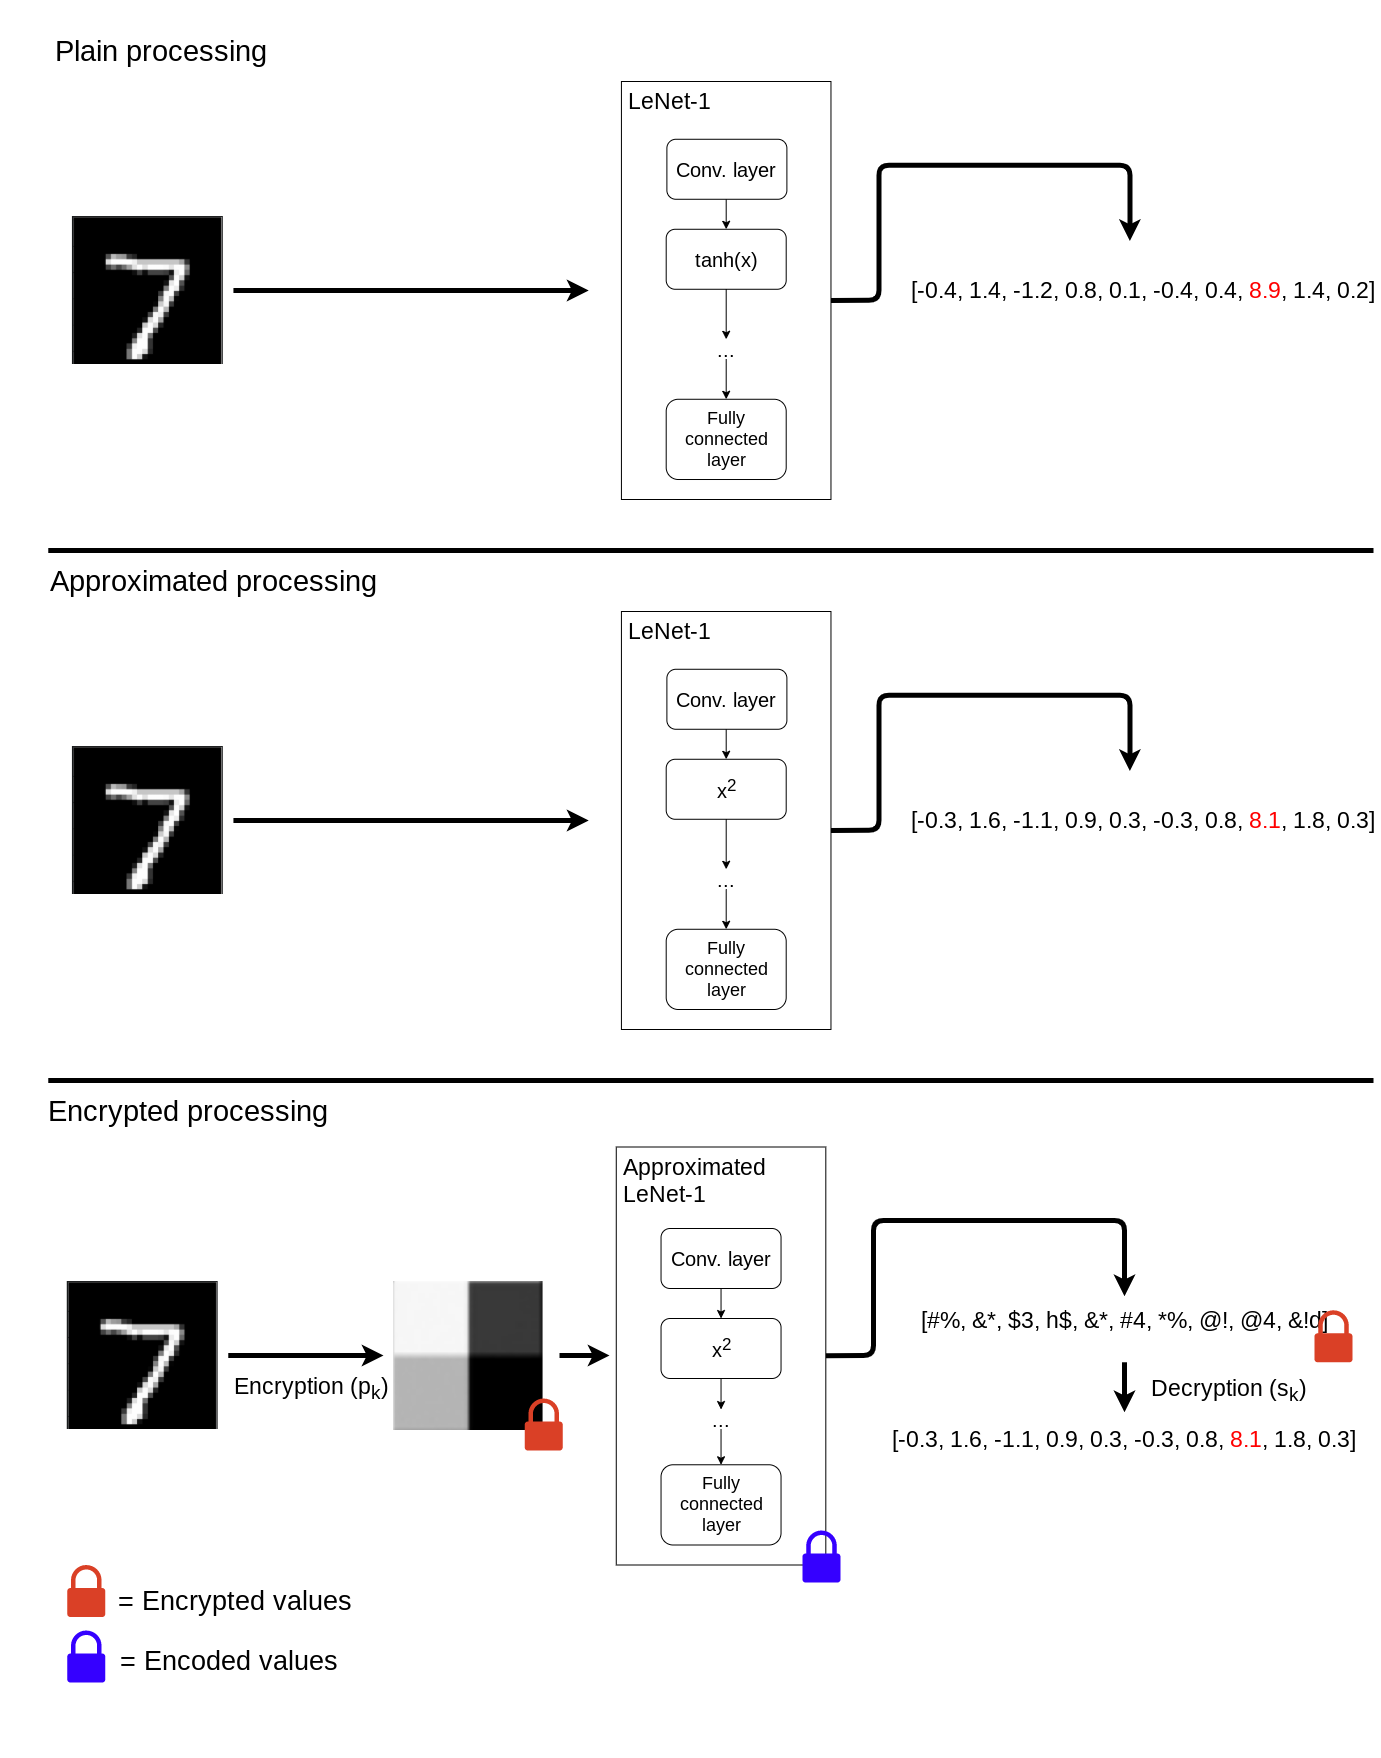 Plain processing
LeNet-1
Conv. layer
tanh(x)
...
Fully
connected
layer
[-0.4, 1.4, -1.2, 0.8, 0.1, -0.4, 0.4, 8.9, 1.4, 0.2]
Approximated processing
LeNet-1
Conv. layer
x²
...
Fully
connected
layer
[-0.3, 1.6, -1.1, 0.9, 0.3, -0.3, 0.8, 8.1, 1.8, 0.3]
Encrypted processing
Encryption (pₖ)
Approximated
LeNet-1
Conv. layer
x²
...
Fully
connected
layer
[#%, &*, $3, h$, &*, #4, *%, @!, @4, &!d]
Decryption (sₖ)
[-0.3, 1.6, -1.1, 0.9, 0.3, -0.3, 0.8, 8.1, 1.8, 0.3]
= Encrypted values
= Encoded values